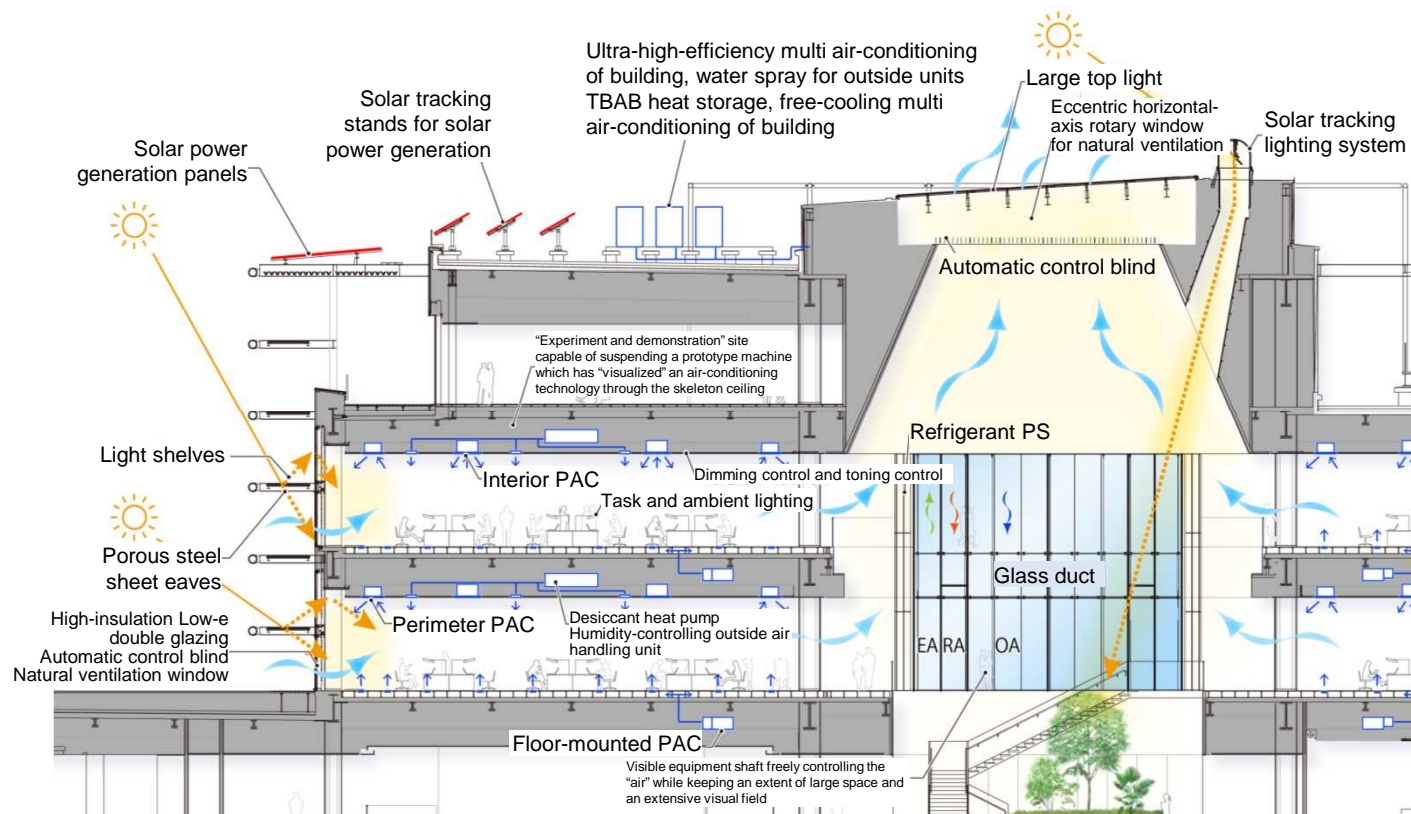 Ultra-high-efficiency multi air-conditioning
of building, water spray for outside units
TBAB heat storage, free-cooling multi
air-conditioning of building
Large top light
Eccentric horizontal-
axis rotary window
for natural ventilation
Solar tracking
lighting system
Solar tracking
stands for solar
power generation
Solar power
generation panels
Automatic control blind
“Experiment and demonstration” site
capable of suspending a prototype machine
which has “visualized” an air-conditioning
technology through the skeleton ceiling
Light shelves
Refrigerant PS
Interior PAC
Dimming control and toning control
Task and ambient lighting
Porous steel
sheet eaves
Glass duct
High-insulation Low-e
double glazing
Automatic control blind
Natural ventilation window
Perimeter PAC
Desiccant heat pump
Humidity-controlling outside air
handling unit
EA RA OA
Floor-mounted PAC
Visible equipment shaft freely controlling the
“air” while keeping an extent of large space and
an extensive visual field